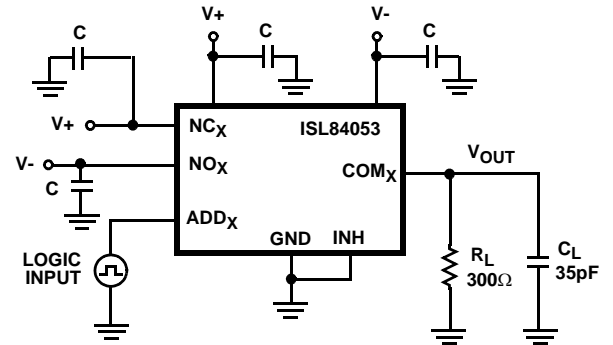 V+
V-
C
C
C
V+
NCX
ISL84053
V-
NOX
COMX
VOUT
C
ADDX
GND
INH
LOGIC
INPUT
RL
300Ω
CL
35pF